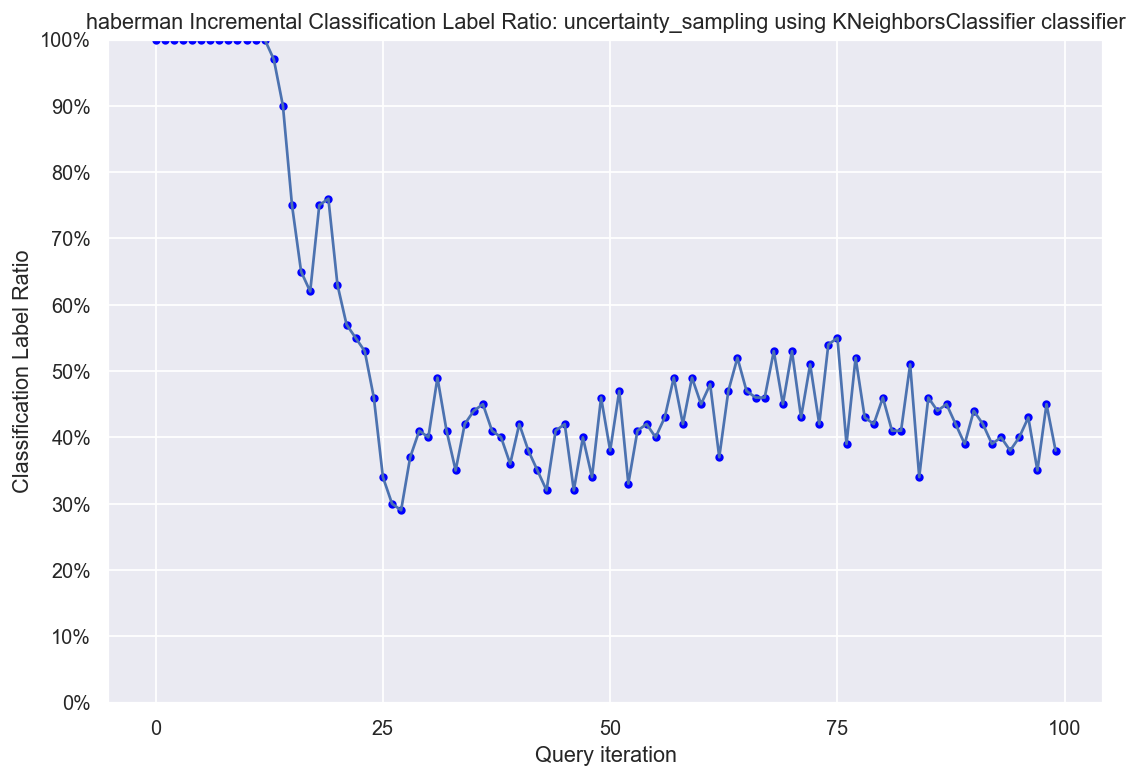 haberman Incremental Classification Label Ratio: uncertainty_sampling using KNeighborsClassifier classifier
100%
90%
80%
70%
60%
50%
40%
30%
20%
10%
0%
Classification Label Ratio
0 25 50 75 100
Query iteration